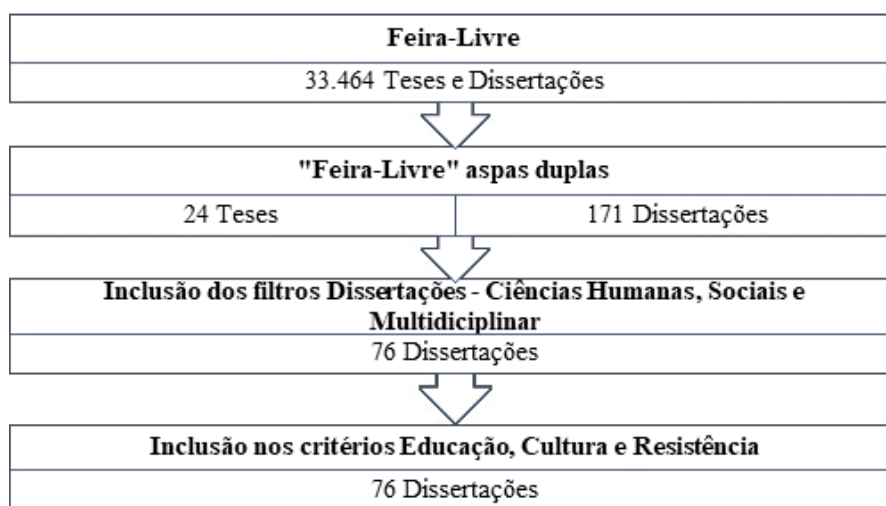 Feira-Livre
33.464 Teses e Dissertações
"Feira-Livre" aspas duplas
24 Teses
171 Dissertações
Inclusão dos filtros Dissertações - Ciências Humanas, Sociais e
Multidiciplinar
76 Dissertações
Inclusão nos critérios Educação, Cultura e Resistência
76 Dissertações